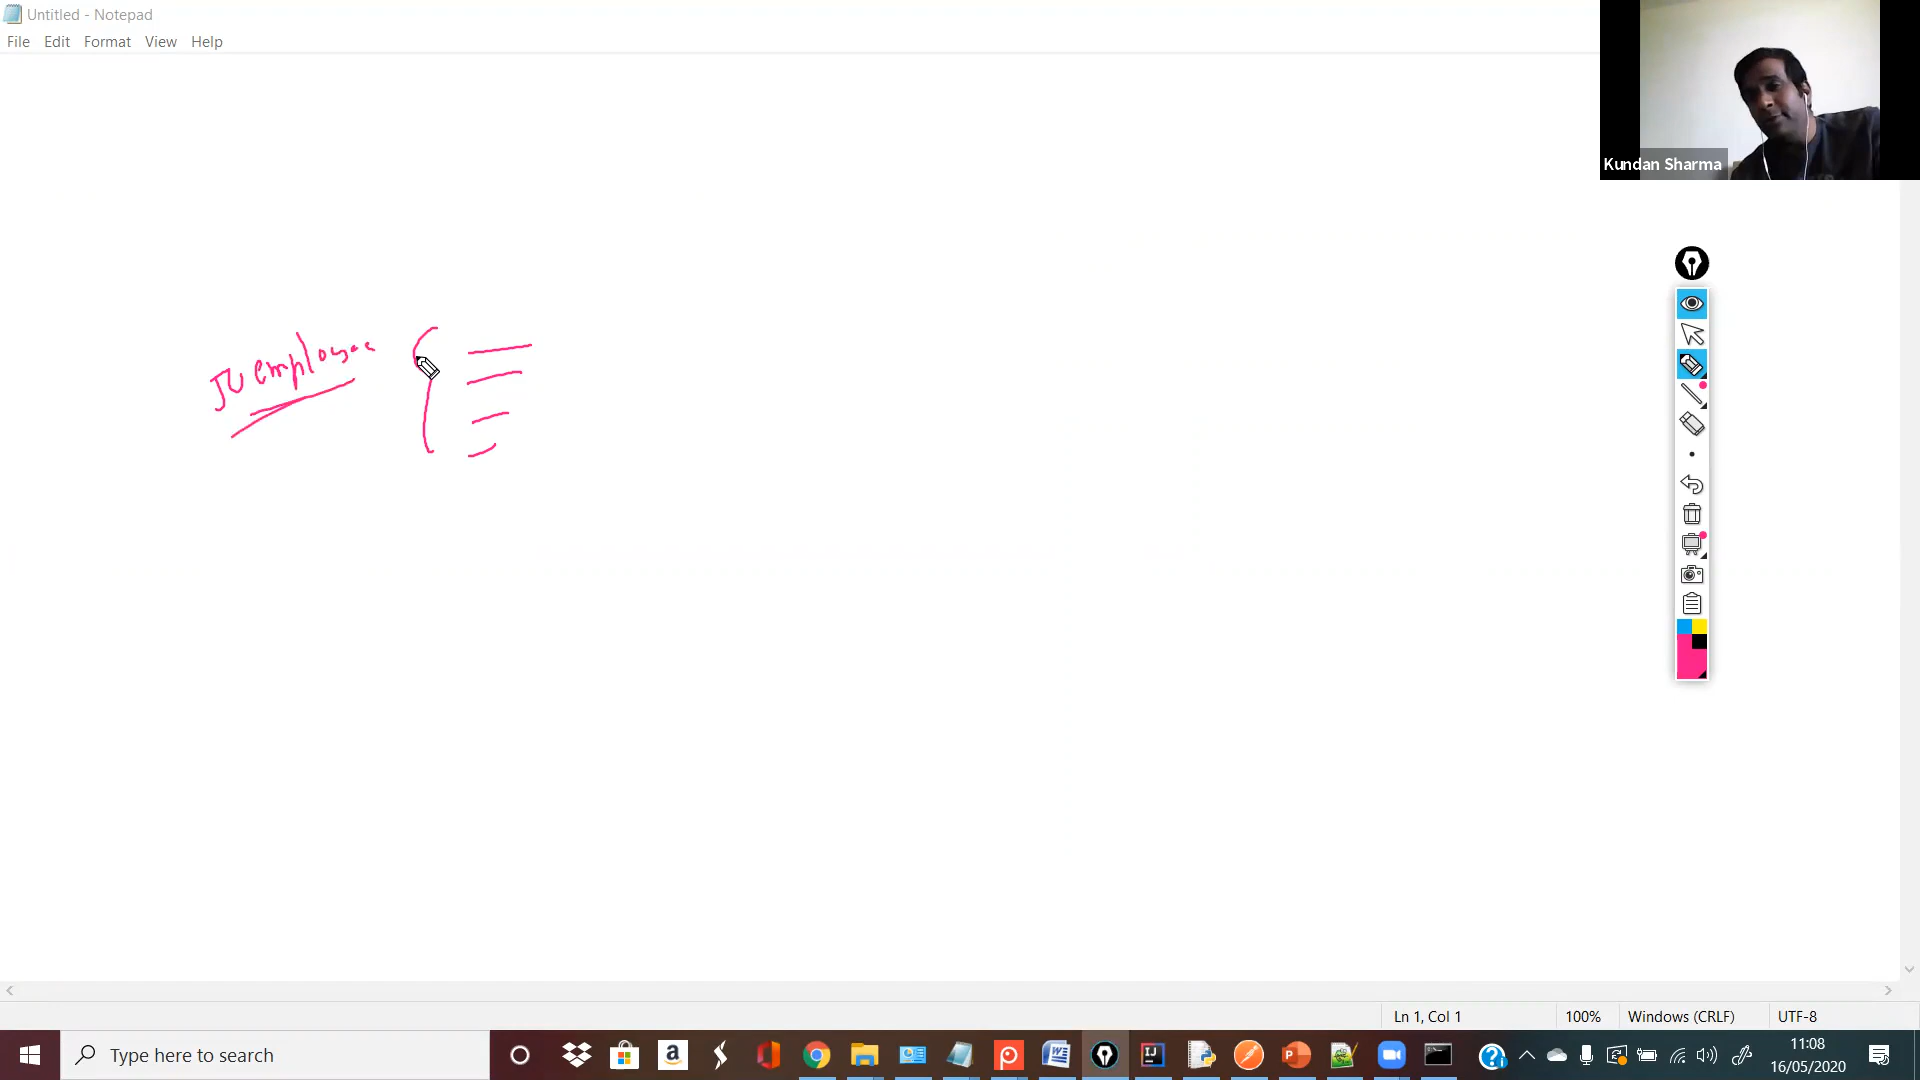 Untitled - Notepad
File Edit Format View Help
Kundan Sharma
50 employee
Ln 1, Col 1 100% Windows (CRLF) UTF-8
Type here to search
11:08
16/05/2020